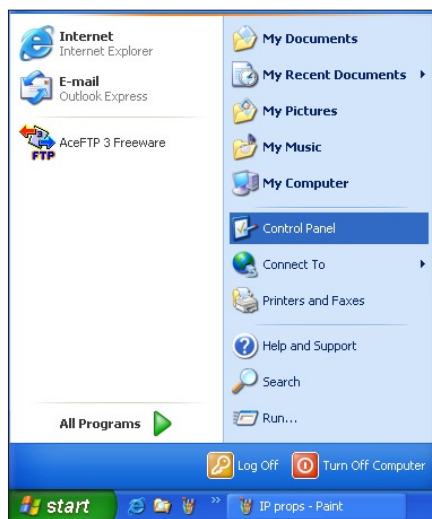 Internet
Internet Explorer
E-mail
Outlook Express
FTP
AceFTP 3 Freeware
All Programs
My Documents
My Recent Documents
My Pictures
My Music
My Computer
Control Panel
Connect To
Printers and Faxes
Help and Support
Search
Run...
Log Off
Turn Off Computer
start
IP props - Paint